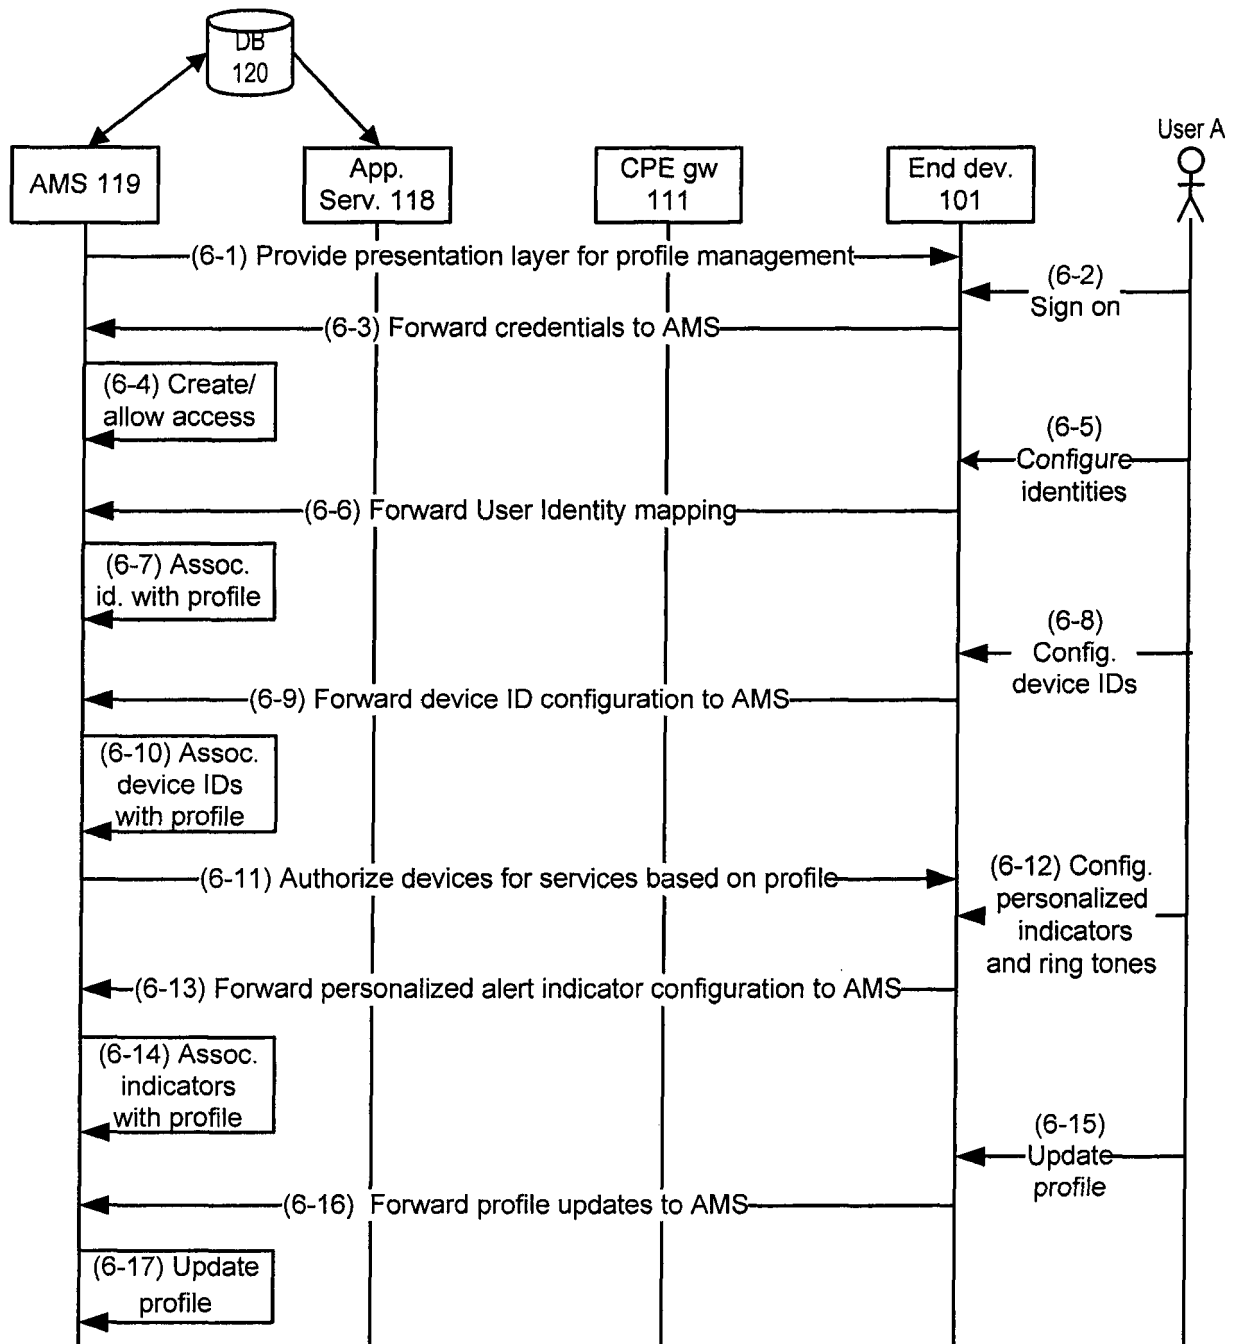 DB
120
User A
AMS 119
App.
Serv. 118
CPE gw
111
End dev.
101
(6-1) Provide presentation layer for profile management
(6-2)
Sign on
(6-3) Forward credentials to AMS
(6-4) Create/
allow access
(6-5)
Configure
identities
(6-6) Forward User Identity mapping
(6-7) Assoc.
id. with profile
(6-8)
Config.
device IDs
(6-9) Forward device ID configuration to AMS
(6-10) Assoc.
device IDs
with profile
(6-11) Authorize devices for services based on profile
(6-12) Config.
personalized
indicators
and ring tones
(6-13) Forward personalized alert indicator configuration to AMS
(6-14) Assoc.
indicators
with profile
(6-15)
Update
profile
(6-16) Forward profile updates to AMS
(6-17) Update
profile